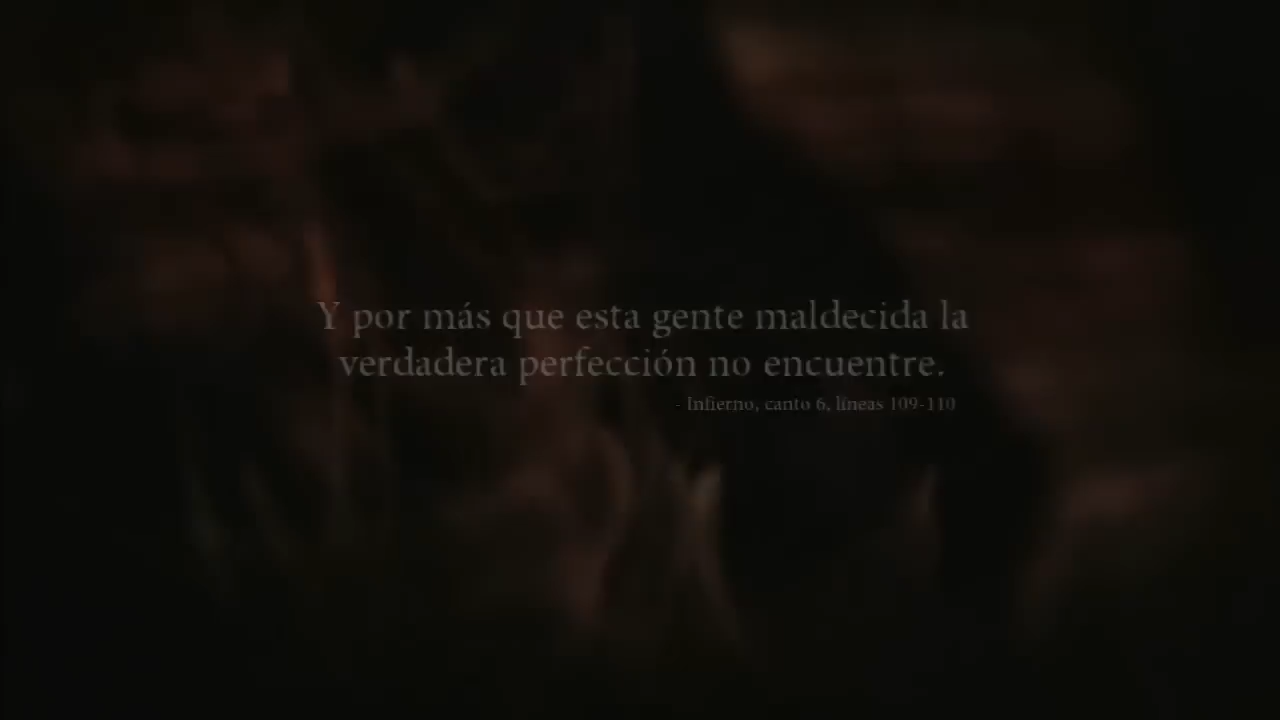 Y por más que esta gente maldecida la
verdadera perfección no encuentre.
- Infierno, canto 6, líneas 109-110